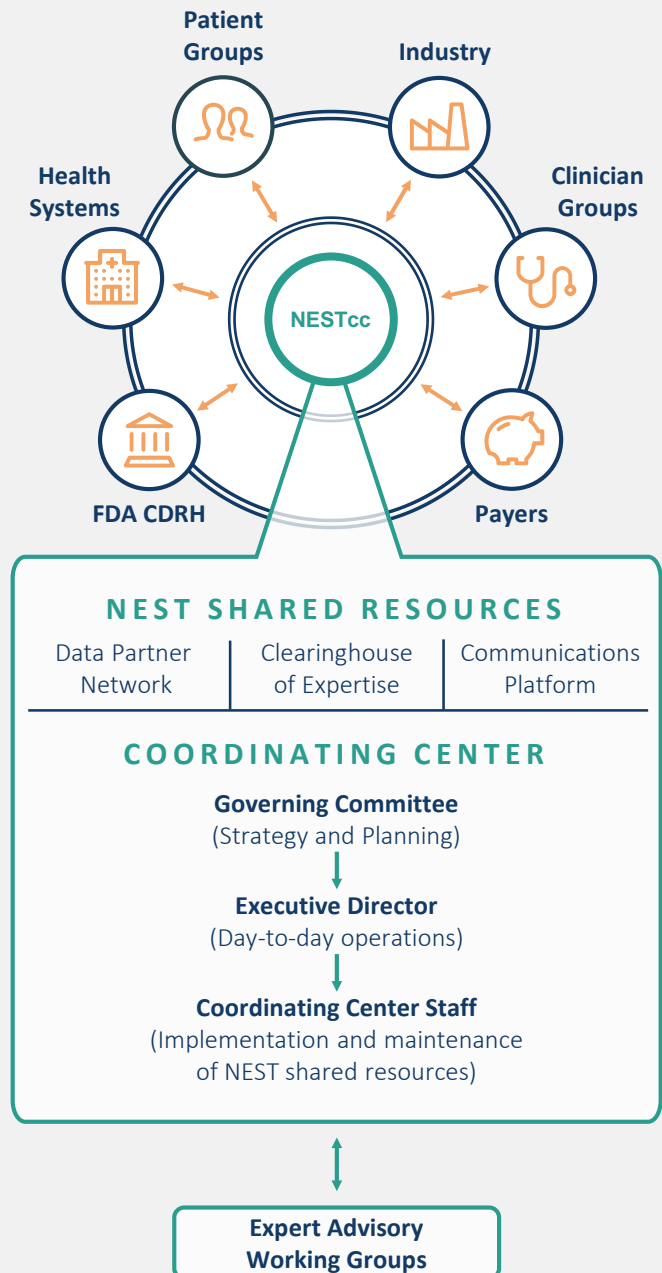 Patient
Groups
Industry
Health
Systems
Clinician
Groups
NESTcc
FDA CDRH
Payers
NEST SHARED RESOURCES
Data Partner
Network
Clearinghouse
of Expertise
Communications
Platform
COORDINATING CENTER
Governing Committee
(Strategy and Planning)
Executive Director
(Day-to-day operations)
Coordinating Center Staff
(Implementation and maintenance
of NEST shared resources)
Expert Advisory
Working Groups